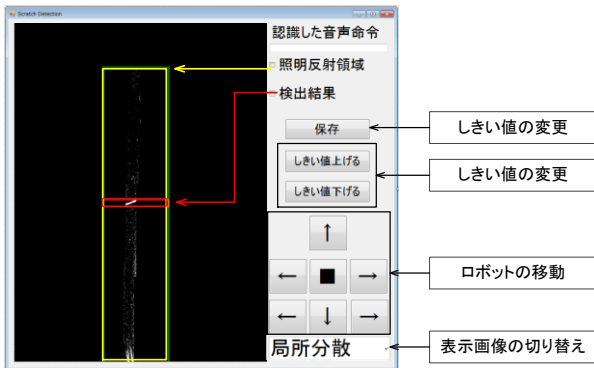 Scratch Detection
認識した音声命令
照明反射領域
検出結果
保存
しきい値の変更
しきい値上げる
しきい値の変更
しきい値下げる
↑
← ■ →
ロボットの移動
← ↓ →
局所分散
表示画像の切り替え